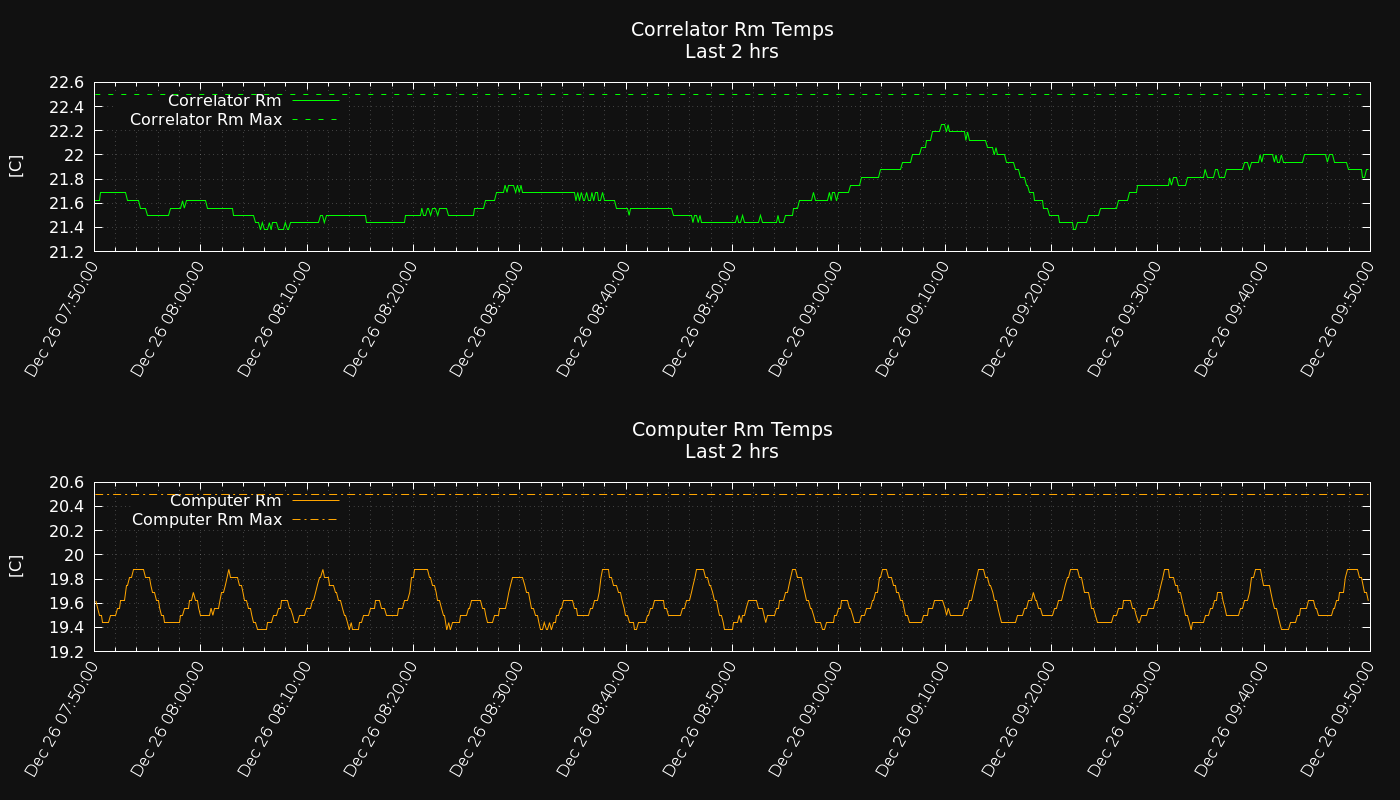 Correlator Rm Temps
Last 2 hrs
22.6
22.4
22.2
22
21.8
21.6
21.4
21.2
[C]
Correlator Rm
Correlator Rm Max
Dec 26 07:50:00
Dec 26 08:00:00
Dec 26 08:10:00
Dec 26 08:20:00
Dec 26 08:30:00
Dec 26 08:40:00
Dec 26 08:50:00
Dec 26 09:00:00
Dec 26 09:10:00
Dec 26 09:20:00
Dec 26 09:30:00
Dec 26 09:40:00
Dec 26 09:50:00
Computer Rm Temps
Last 2 hrs
20.6
20.4
20.2
20
19.8
19.6
19.4
19.2
[C]
Computer Rm
Computer Rm Max
Dec 26 07:50:00
Dec 26 08:00:00
Dec 26 08:10:00
Dec 26 08:20:00
Dec 26 08:30:00
Dec 26 08:40:00
Dec 26 08:50:00
Dec 26 09:00:00
Dec 26 09:10:00
Dec 26 09:20:00
Dec 26 09:30:00
Dec 26 09:40:00
Dec 26 09:50:00